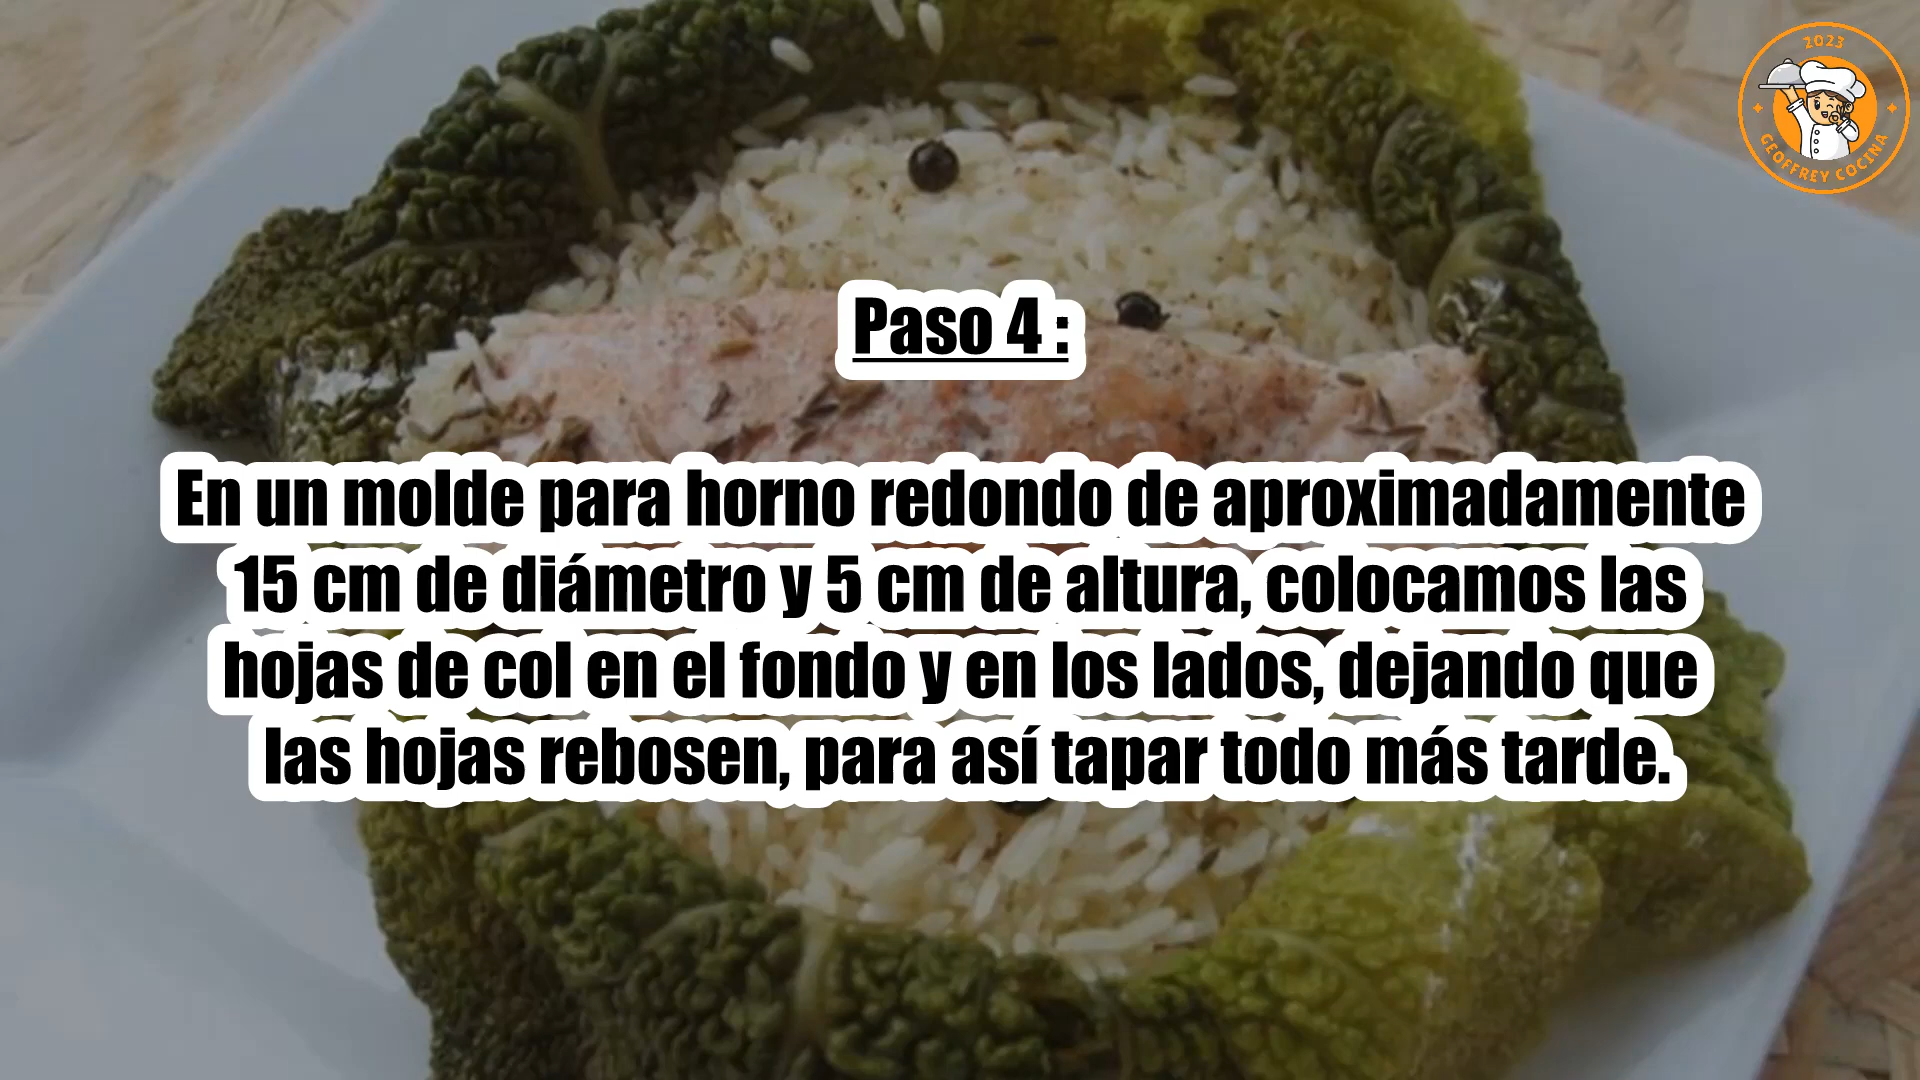 2023
GEOFFREY COCINA
Paso 4 :
En un molde para horno redondo de aproximadamente
15 cm de diámetro y 5 cm de altura, colocamos las
hojas de col en el fondo y en los lados, dejando que
las hojas rebosen, para así tapar todo más tarde.